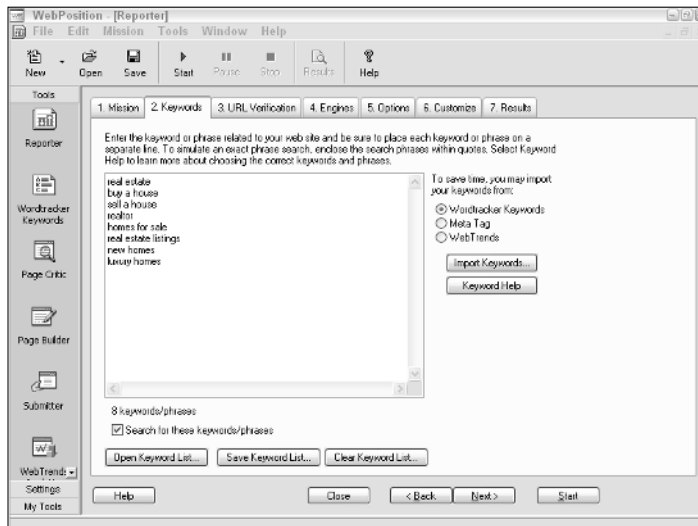 WebPosition - [Reporter]
File Edit Mission Tools Window Help
New Open Save Start Pause Stop Results Help
Tools
Reporter
Wordtracker
Keywords
Page Critic
Page Builder
Submitter
WebTrends
Settings
My Tools
1. Mission 2. Keywords 3. URL Verification 4. Engines 5. Options 6. Customize 7. Results
Enter the keyword or phrase related to your web site and be sure to place each keyword or phrase on a
separate line. To simulate an exact phrase search, enclose the search phrases within quotes. Select Keyword
Help to learn more about choosing the correct keywords and phrases.
real estate
buy a house
sell a house
realtor
homes for sale
real estate listings
new homes
luxury homes
To save time, you may import
your keywords from:
Wordtracker Keywords
Meta Tag
WebTrends
Import Keywords...
Keyword Help
8 keywords/phrases
Search for these keywords/phrases
Open Keyword List... Save Keyword List... Clear Keyword List...
Help Close < Back Next > Start